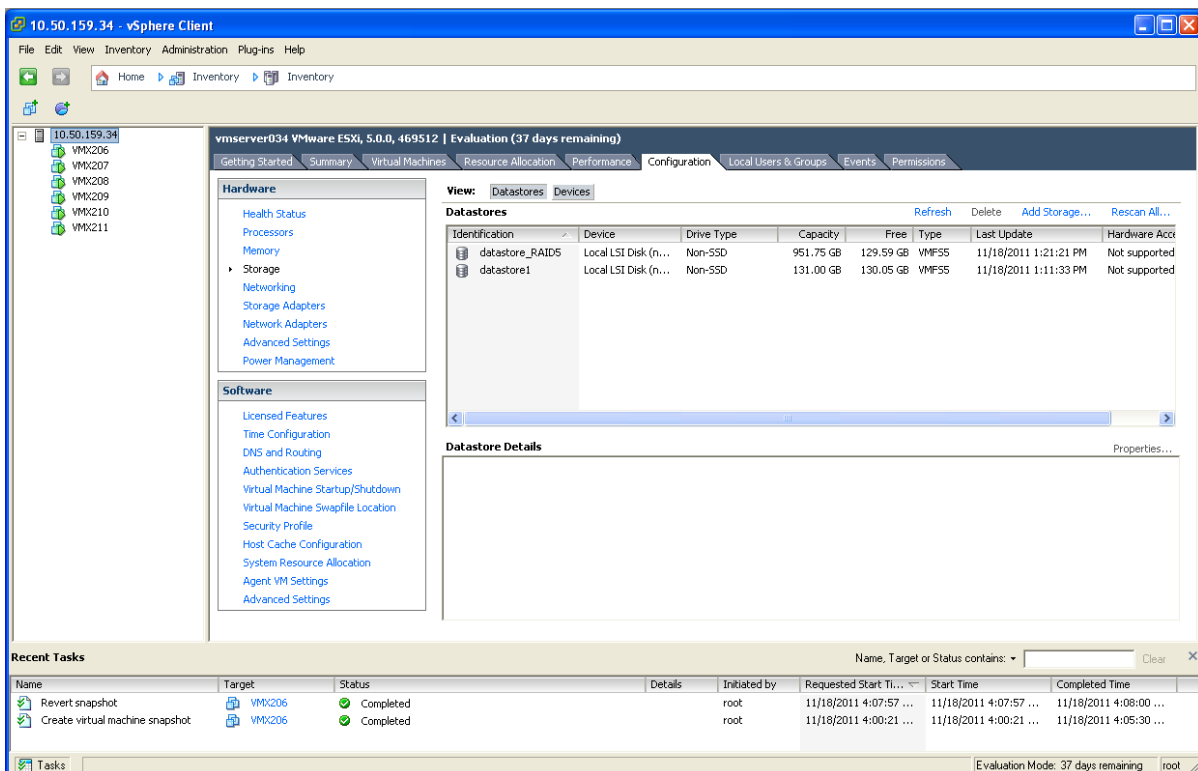 10.50.159.34 - vSphere Client
File Edit View Inventory Administration Plug-ins Help
Home Inventory Inventory
10.50.159.34
VMX206
VMX207
VMX208
VMX209
VMX210
VMX211
vmserver034 VMware ESXi, 5.0.0, 469512 | Evaluation (37 days remaining)
Getting Started Summary Virtual Machines Resource Allocation Performance Configuration Local Users & Groups Events Permissions
Hardware
Health Status
Processors
Memory
Storage
Networking
Storage Adapters
Network Adapters
Advanced Settings
Power Management
Software
Licensed Features
Time Configuration
DNS and Routing
Authentication Services
Virtual Machine Startup/Shutdown
Virtual Machine Swapfile Location
Security Profile
Host Cache Configuration
System Resource Allocation
Agent VM Settings
Advanced Settings
View: Datastores Devices
Datastores Refresh Delete Add Storage... Rescan All...
Identification Device Drive Type Capacity Free Type Last Update Hardware Acce
datastore_RAID5 Local LSI Disk (n... Non-SSD 951.75 GB 129.59 GB VMFS5 11/18/2011 1:21:21 PM Not supported
datastore1 Local LSI Disk (n... Non-SSD 131.00 GB 130.05 GB VMFS5 11/18/2011 1:11:33 PM Not supported
Datastore Details Properties...
Recent Tasks Name, Target or Status contains: Clear
Name Target Status Details Initiated by Requested Start Ti... Start Time Completed Time
Revert snapshot VMX206 Completed root 11/18/2011 4:07:57 ... 11/18/2011 4:07:57 ... 11/18/2011 4:08:00 ...
Create virtual machine snapshot VMX206 Completed root 11/18/2011 4:00:21 ... 11/18/2011 4:00:21 ... 11/18/2011 4:05:30 ...
Tasks Evaluation Mode: 37 days remaining root